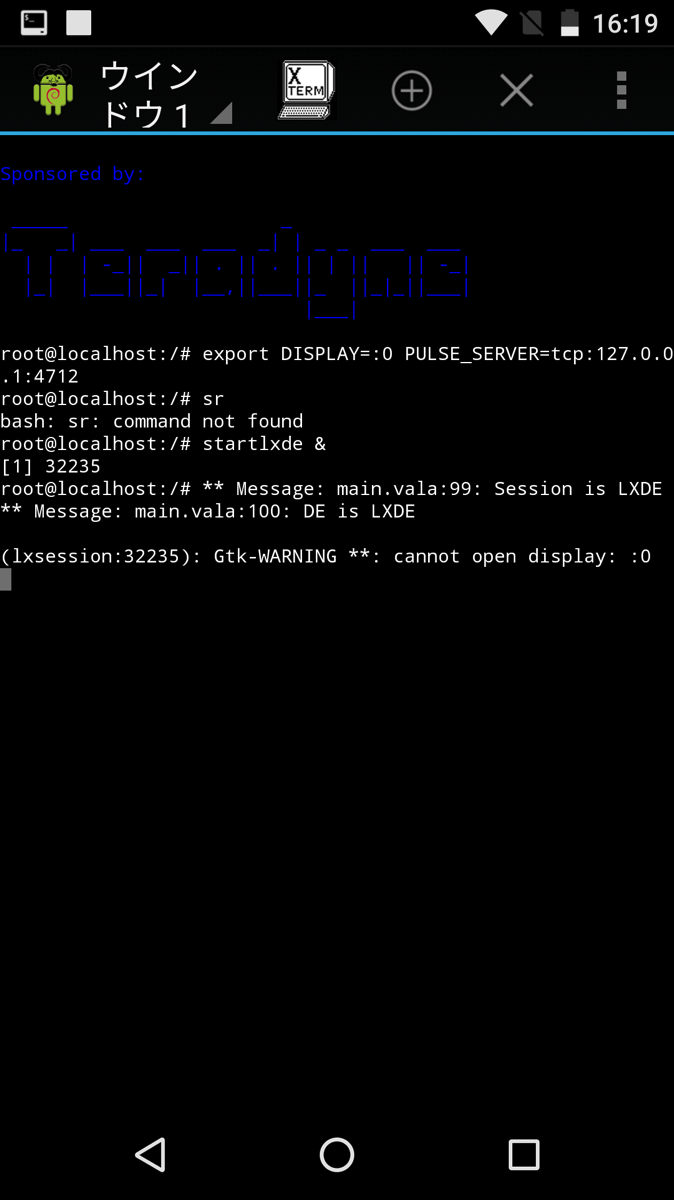 16:19
ウイン
ドウ 1
X
TERM
Sponsored by:
Teradyne
root@localhost:/# export DISPLAY=:0 PULSE_SERVER=tcp:127.0.0
.1:4712
root@localhost:/# sr
bash: sr: command not found
root@localhost:/# startlxde &
[1] 32235
root@localhost:/# ** Message: main.vala:99: Session is LXDE
** Message: main.vala:100: DE is LXDE
(lxsession:32235): Gtk-WARNING **: cannot open display: :0